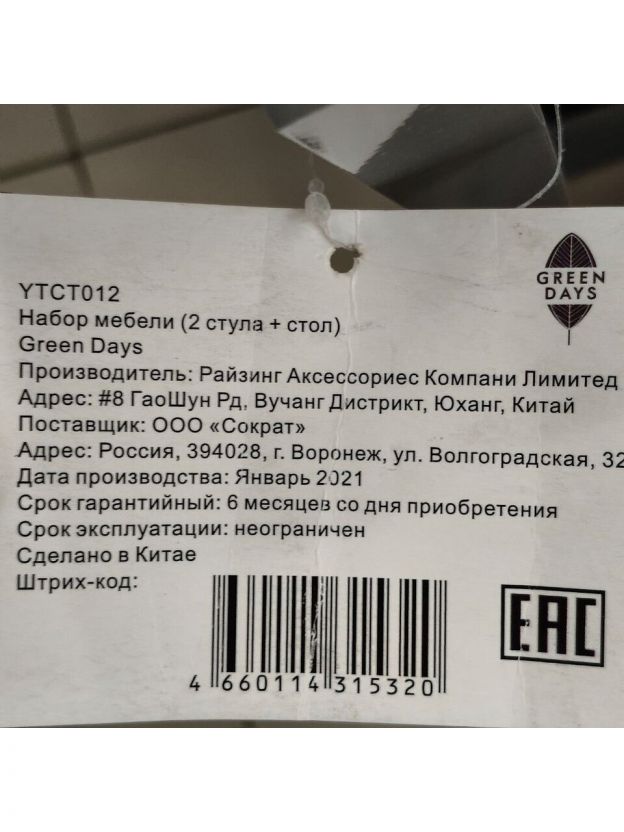 GREEN
DAYS
YTCT012
Набор мебели (2 стула + стол)
Green Days
Производитель: Райзинг Аксессориес Компани Лимитед
Адрес: #8 ГаоШун Рд, Вучанг Дистрикт, Юханг, Китай
Поставщик: ООО «Сократ»
Адрес: Россия, 394028, г. Воронеж, ул. Волгоградская, 32
Дата производства: Январь 2021
Срок гарантийный: 6 месяцев со дня приобретения
Срок эксплуатации: неограничен
Сделано в Китае
Штрих-код:
4 660114 315320
EAC